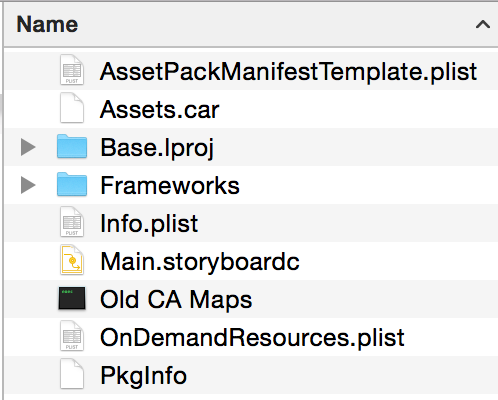 Name
AssetPackManifestTemplate.plist
Assets.car
Base.lproj
Frameworks
Info.plist
Main.storyboardc
Old CA Maps
OnDemandResources.plist
PkgInfo